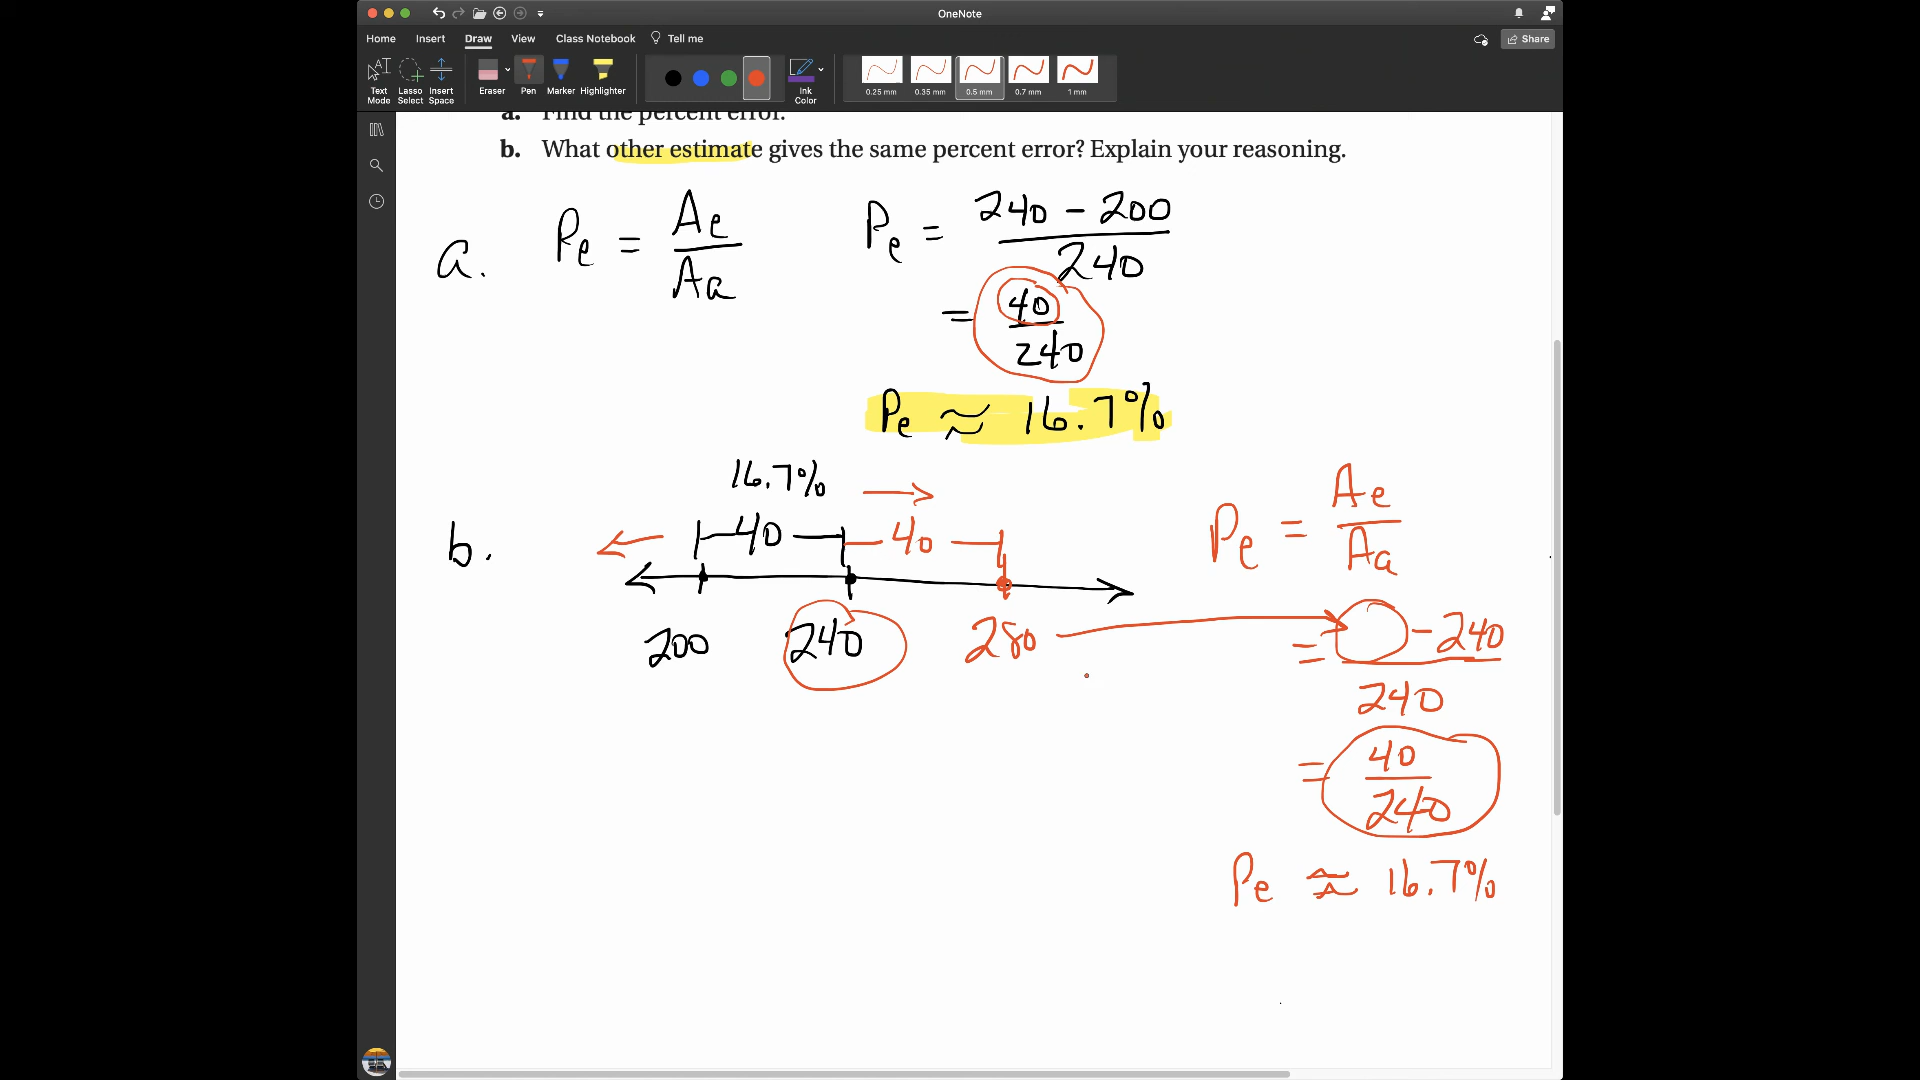 OneNote
Home Insert Draw View Class Notebook Tell me Share
Text Mode Lasso Select Insert Space Eraser Pen Marker Highlighter Ink Color 0.25 mm 0.35 mm 0.5 mm 0.7 mm 1 mm
a. Find the percent error.
b. What other estimate gives the same percent error? Explain your reasoning.
a. Pe = Ae/Aa
Pe = (240 - 200)/240
= 40/240
Pe ≈ 16.7%
b. 16.7%
40 40
200 240 280
Pe = Ae/Aa
= - 240/240
= 40/240
Pe ≈ 16.7%